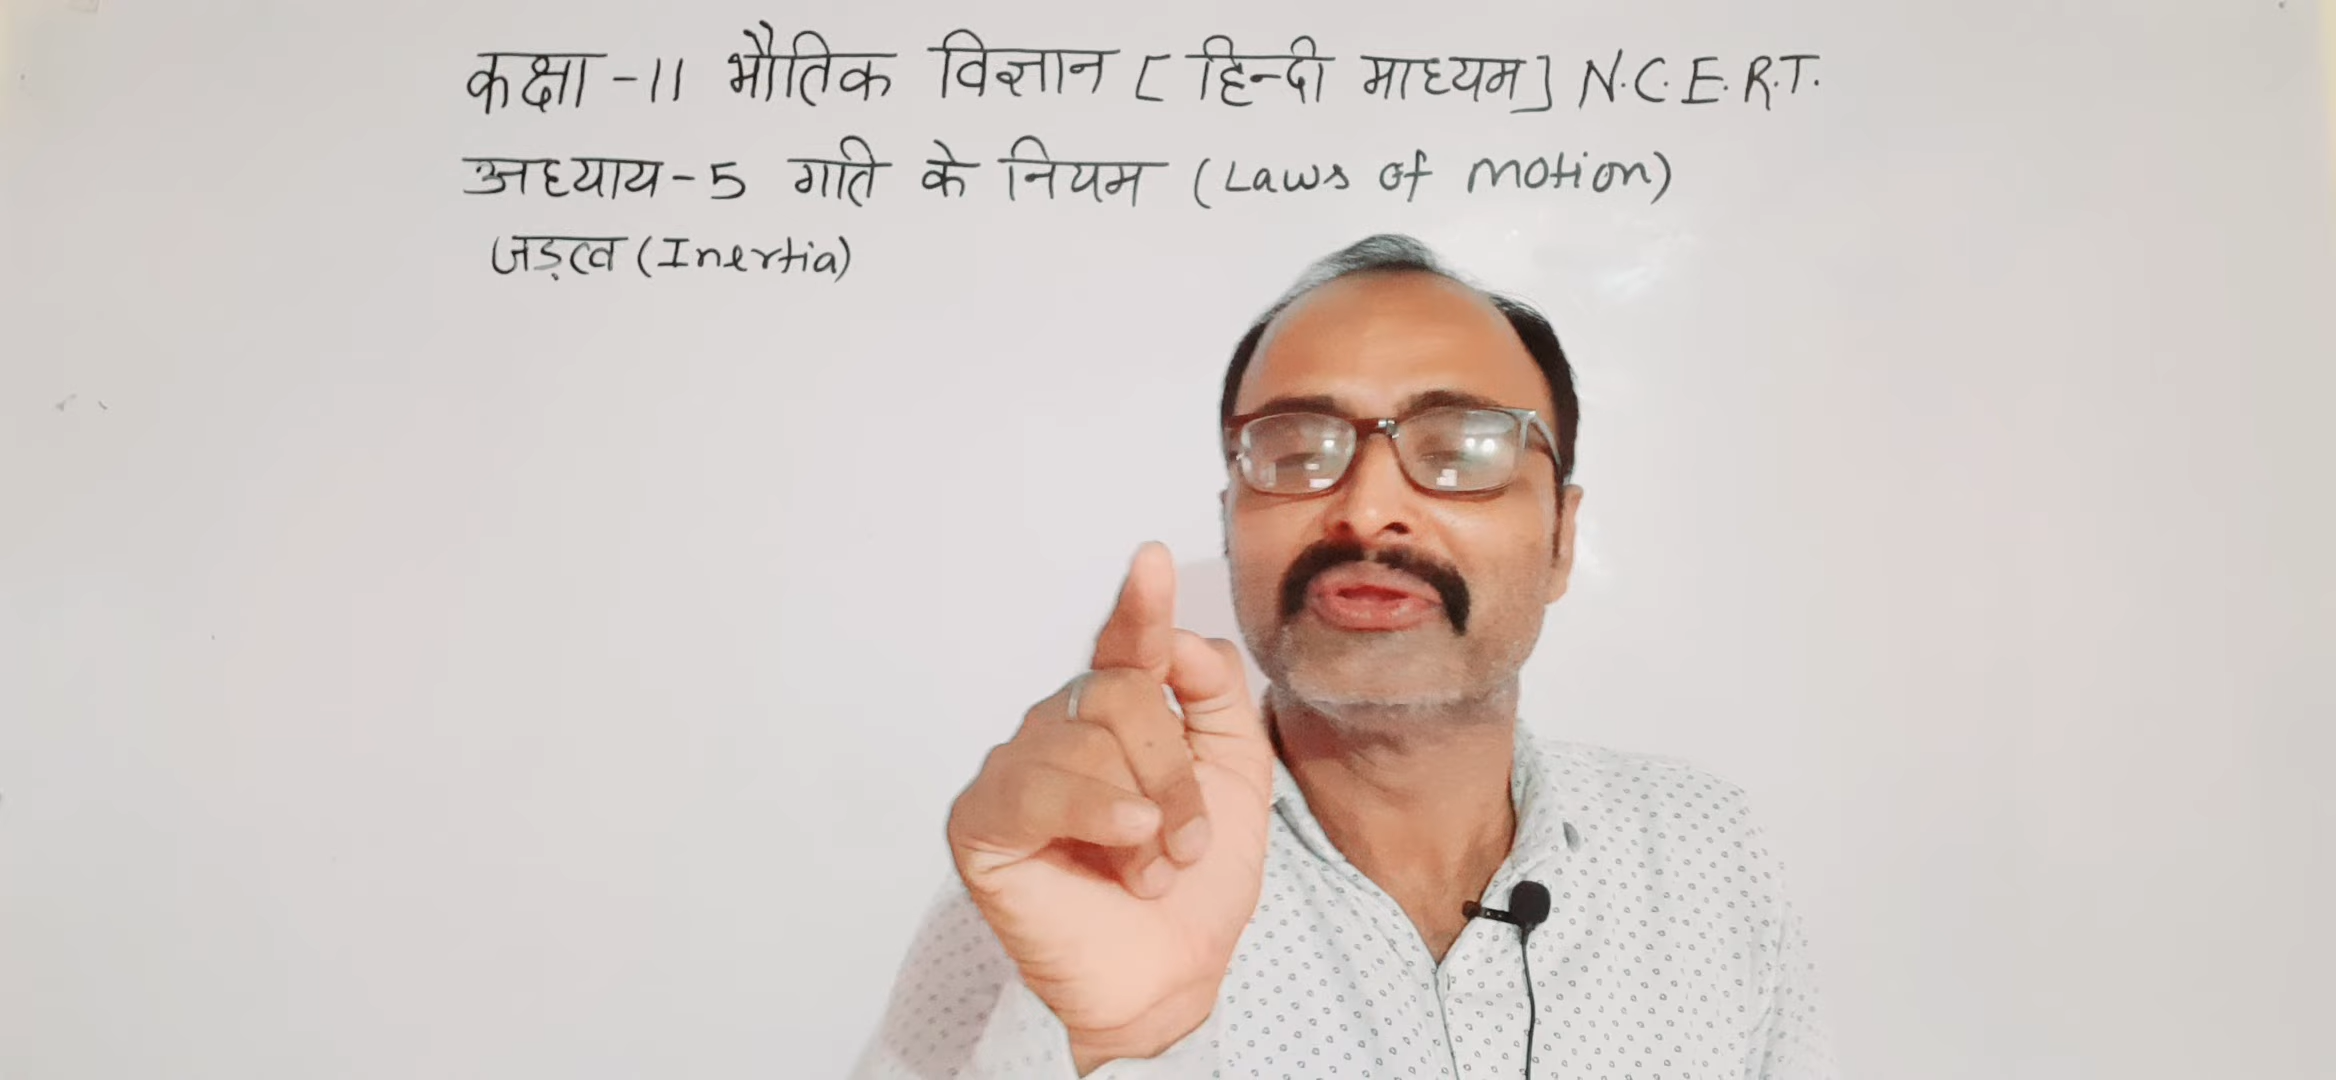 कक्षा -11 भौतिक विज्ञान [ हिन्दी माध्यम] N.C.E.R.T.
अध्याय-5 गति के नियम (Laws of motion)
जड़त्व (Inertia)